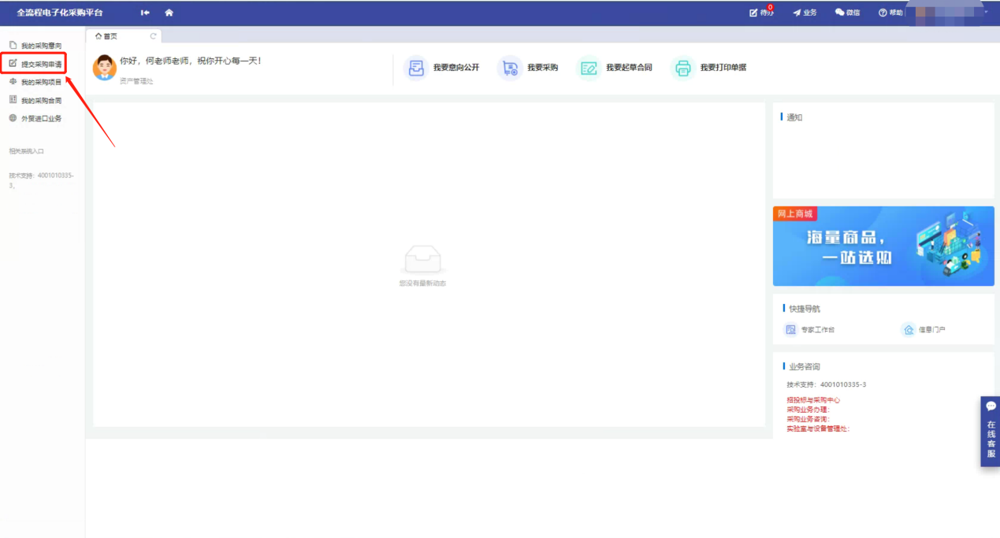 全流程电子化采购平台
待办
0
业务
微信
帮助
我的采购意向
提交采购申请
我的采购项目
我的采购合同
外贸进口业务
相关系统入口
技术支持：4001010335-
3、
首页
你好，何老师老师，祝你开心每一天！
资产管理处
我要意向公开
我要采购
我要起草合同
我要打印单据
您没有最新动态
通知
网上商城
海量商品，
一站选购
快捷导航
专家工作台
信息门户
业务咨询
技术支持：4001010335-3
招投标与采购中心
采购业务办理：
采购业务咨询：
实验室与设备管理处：
在线客服